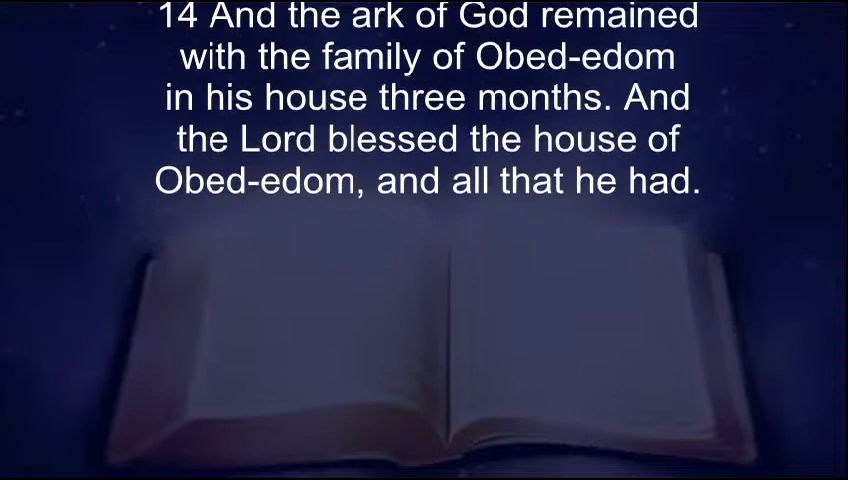 14 And the ark of God remained
with the family of Obed-edom
in his house three months. And
the Lord blessed the house of
Obed-edom, and all that he had.